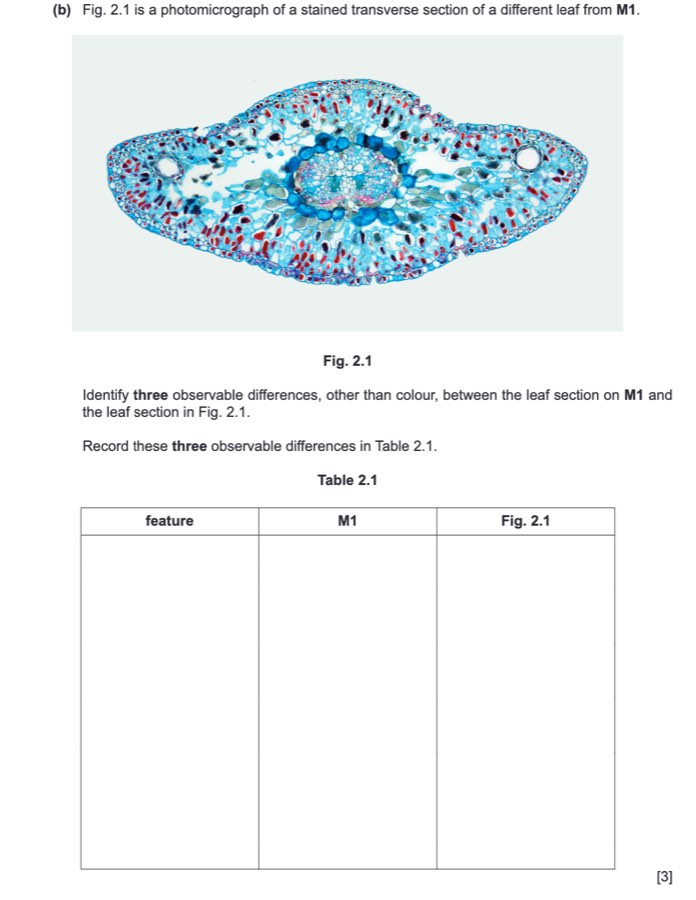 (b) Fig. 2.1 is a photomicrograph of a stained transverse section of a different leaf from M1.
Fig. 2.1
Identify three observable differences, other than colour, between the leaf section on M1 and
the leaf section in Fig. 2.1.
Record these three observable differences in Table 2.1.
Table 2.1
feature M1 Fig. 2.1
[3]